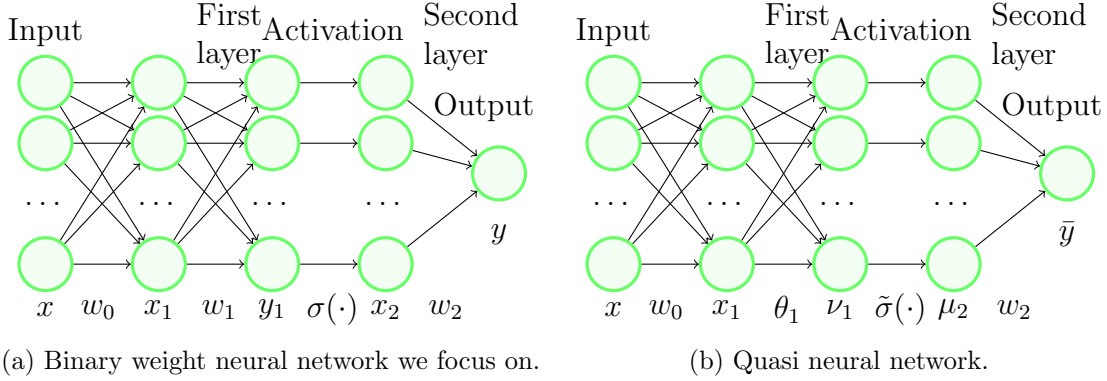 Input First layer Activation Second layer
Output
... ... ... ...
y
x w₀ x₁ w₁ y₁ σ(·) x₂ w₂
(a) Binary weight neural network we focus on.
Input First layer Activation Second layer
Output
... ... ... ...
ȳ
x w₀ x₁ θ₁ ν₁ σ̃(·) μ₂ w₂
(b) Quasi neural network.